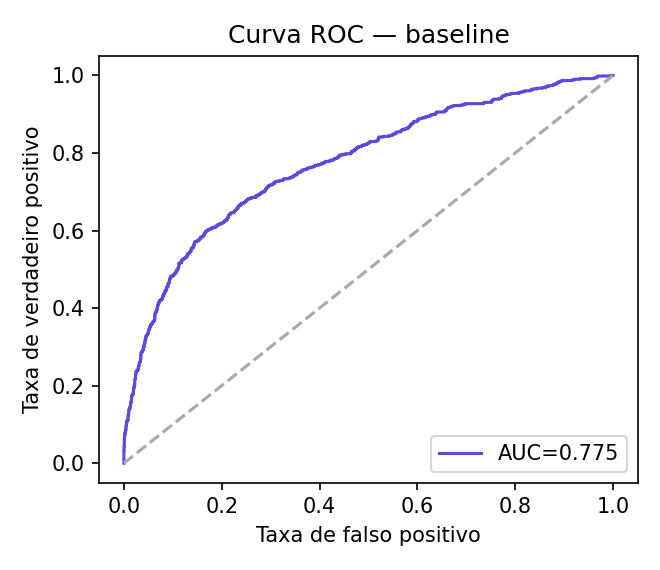 Curva ROC — baseline
Taxa de verdadeiro positivo
1.0
0.8
0.6
0.4
0.2
0.0
0.0 0.2 0.4 0.6 0.8 1.0
Taxa de falso positivo
AUC=0.775